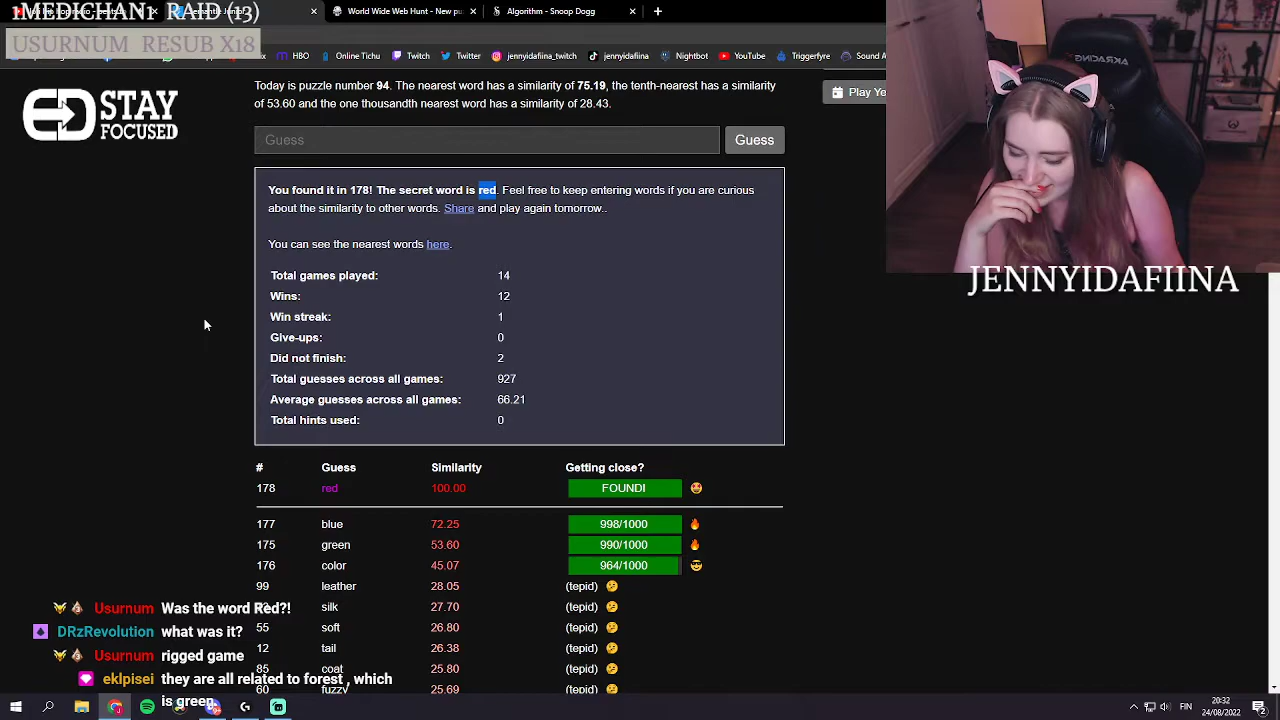 1MEDICHAN1 RAID (13)
World Wide Web Hunt - New pu
Algorithm - Snoop Dogg
USURNUM RESUB X18
HBO
Online Tichu
Twitch
Twitter
jennydafiina_twitch
jennydafiina
Nightbot
YouTube
Triggerfyre
Sound A
ED STAY FOCUSED
Today is puzzle number 94. The nearest word has a similarity of 75.19, the tenth-nearest has a similarity
of 53.60 and the one thousandth nearest word has a similarity of 28.43.
Play Ye
Guess
Guess
You found it in 178! The secret word is red. Feel free to keep entering words if you are curious
about the similarity to other words. Share and play again tomorrow..
You can see the nearest words here.
Total games played: 14
Wins: 12
Win streak: 1
Give-ups: 0
Did not finish: 2
Total guesses across all games: 927
Average guesses across all games: 66.21
Total hints used: 0
AKRACING
JENNYIDAFIINA
# Guess Similarity Getting close?
178 red 100.00 FOUND!
177 blue 72.25 998/1000
175 green 53.60 990/1000
176 color 45.07 964/1000
99 leather 28.05 (tepid)
silk 27.70 (tepid)
55 soft 26.80 (tepid)
12 tail 26.38 (tepid)
85 coat 25.80 (tepid)
60 fuzzy 25.69 (tepid)
Usurnum Was the word Red?!
DRzRevolution what was it?
Usurnum rigged game
eklpisei they are all related to forest , which
is green
FIN
20:32
24/08/2022
2